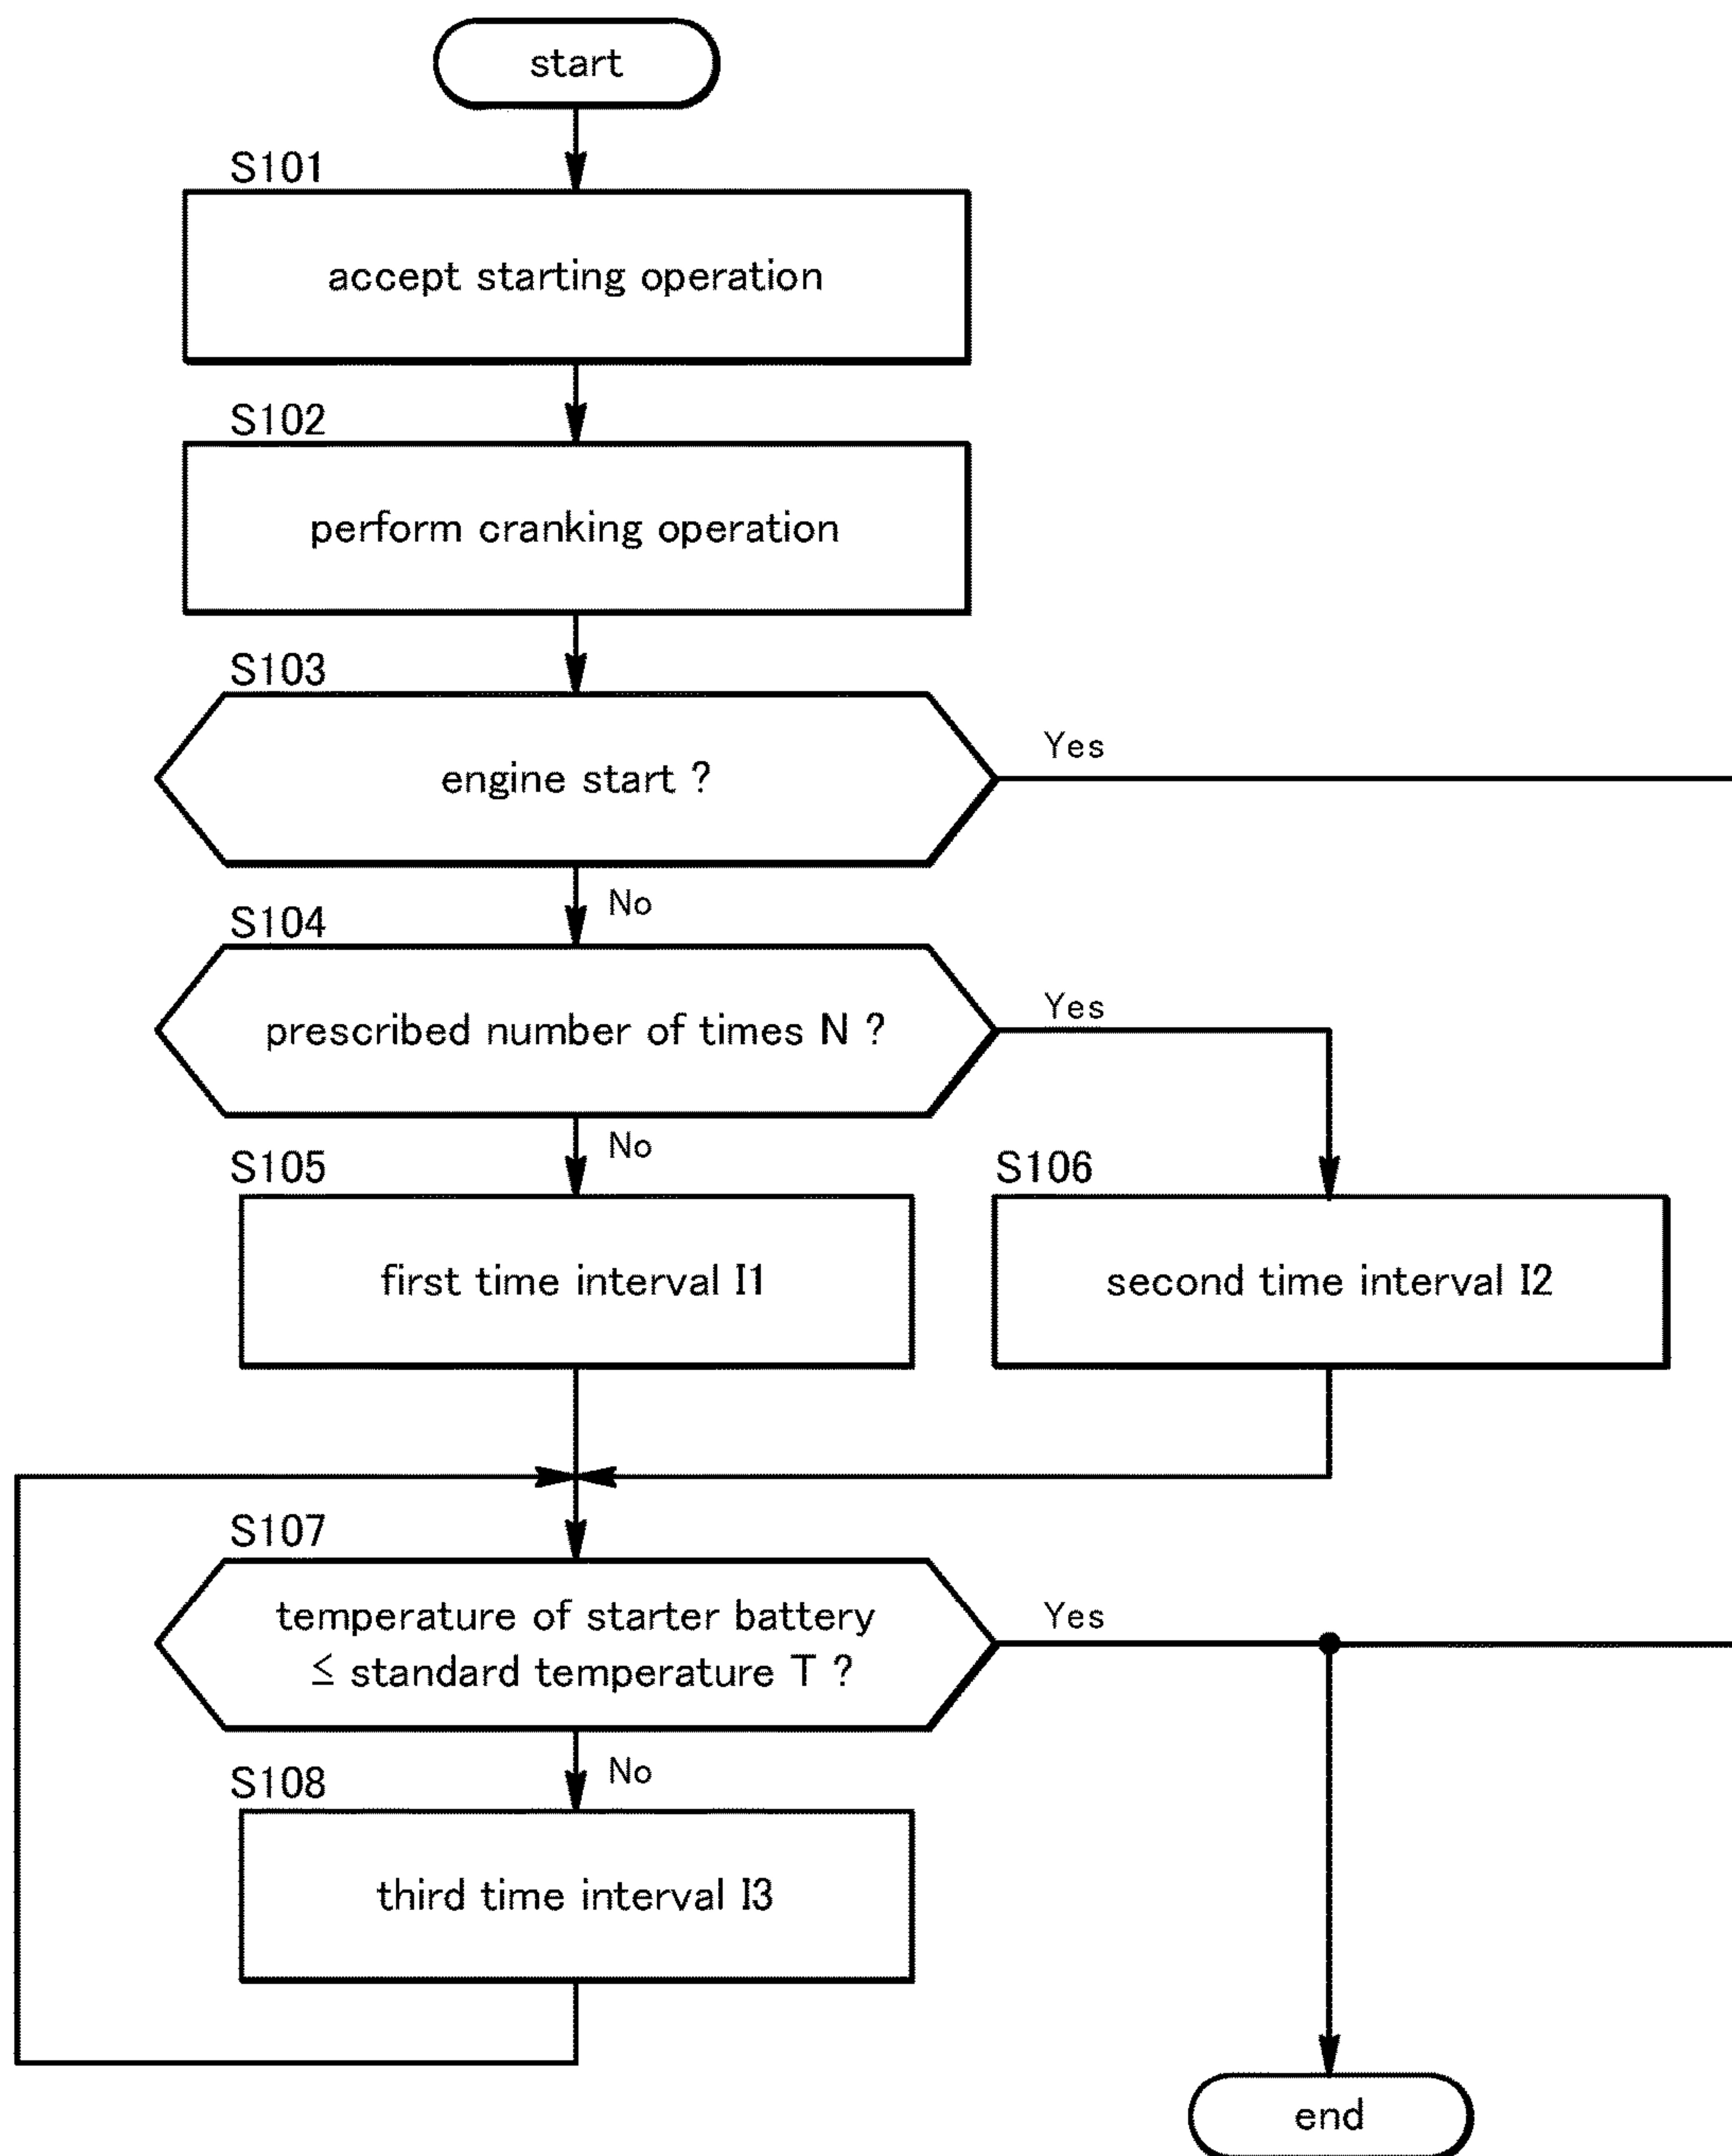 start
S101
accept starting operation
S102
perform cranking operation
S103
engine start ?
Yes
No
S104
prescribed number of times N ?
Yes
No
S105
first time interval I1
S106
second time interval I2
S107
temperature of starter battery
≤ standard temperature T ?
Yes
No
S108
third time interval I3
end